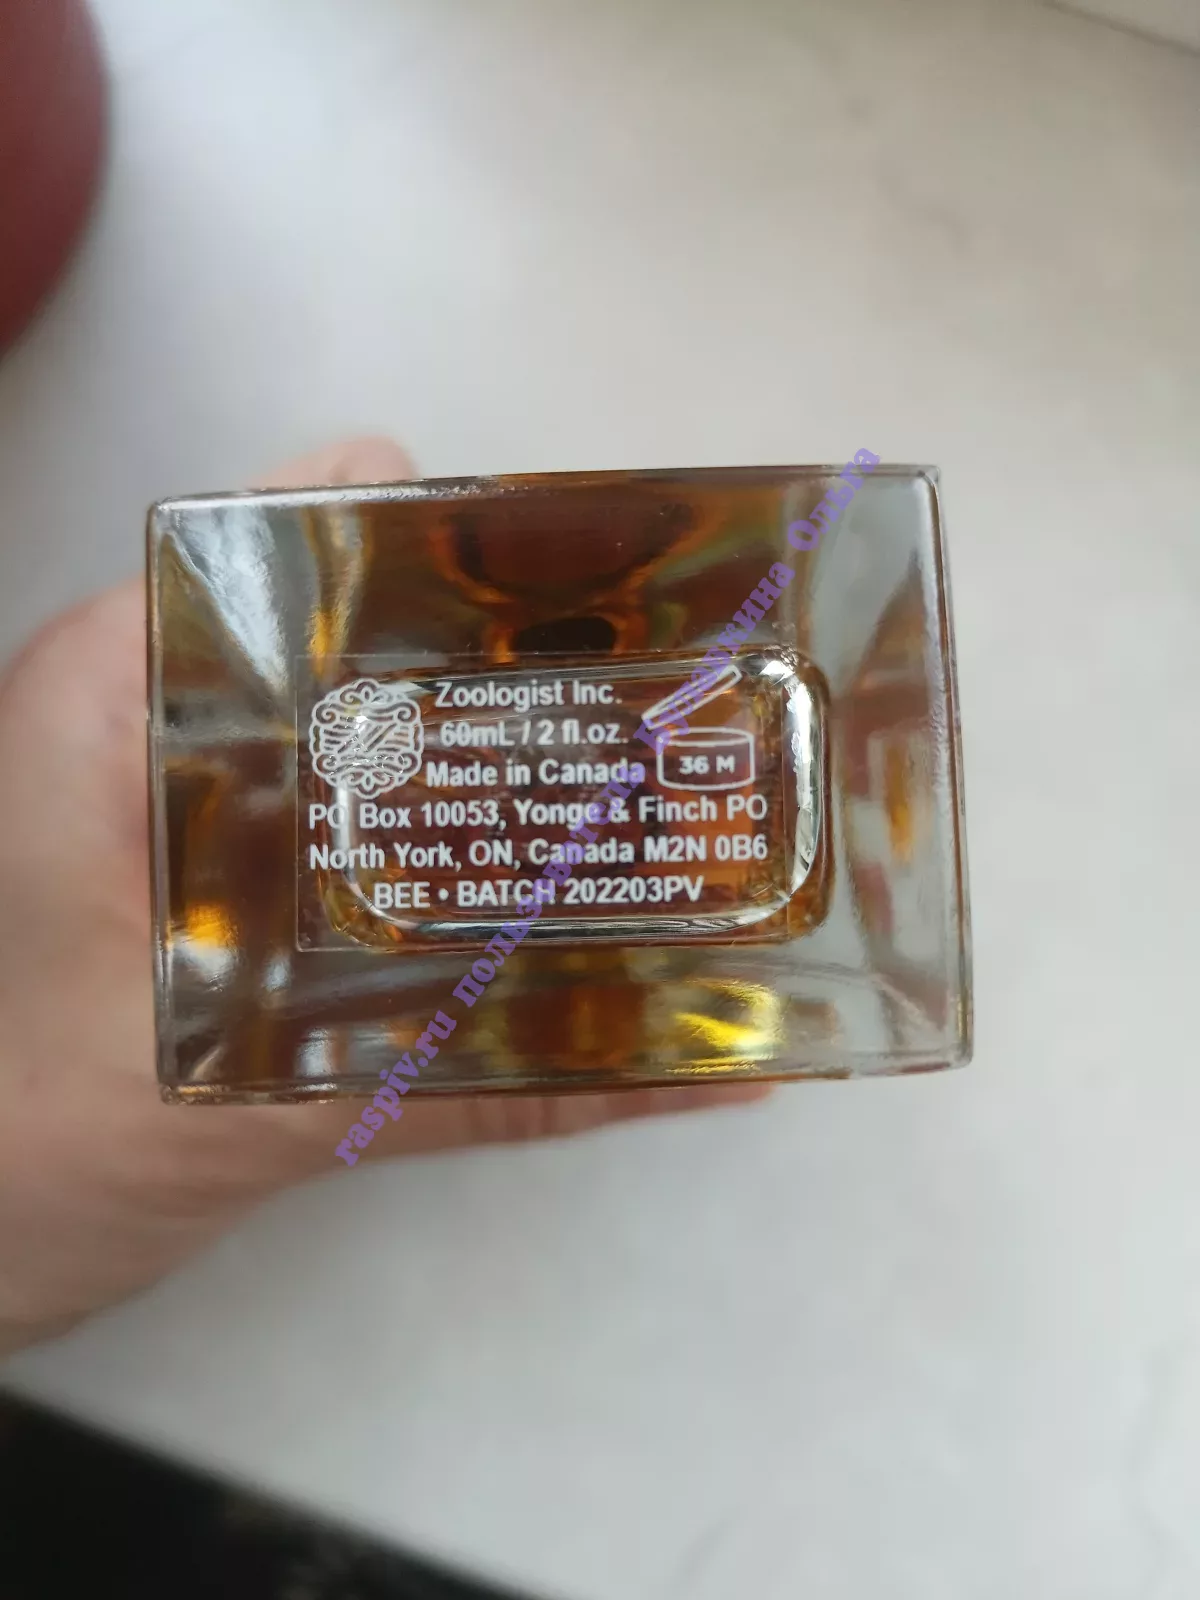 Zoologist Inc.
60mL / 2 fl.oz.
Made in Canada
36 M
PO Box 10053, Yonge & Finch PO
North York, ON, Canada M2N 0B6
BEE • BATCH 202203PV
raspiv.ru пользователь Ольга